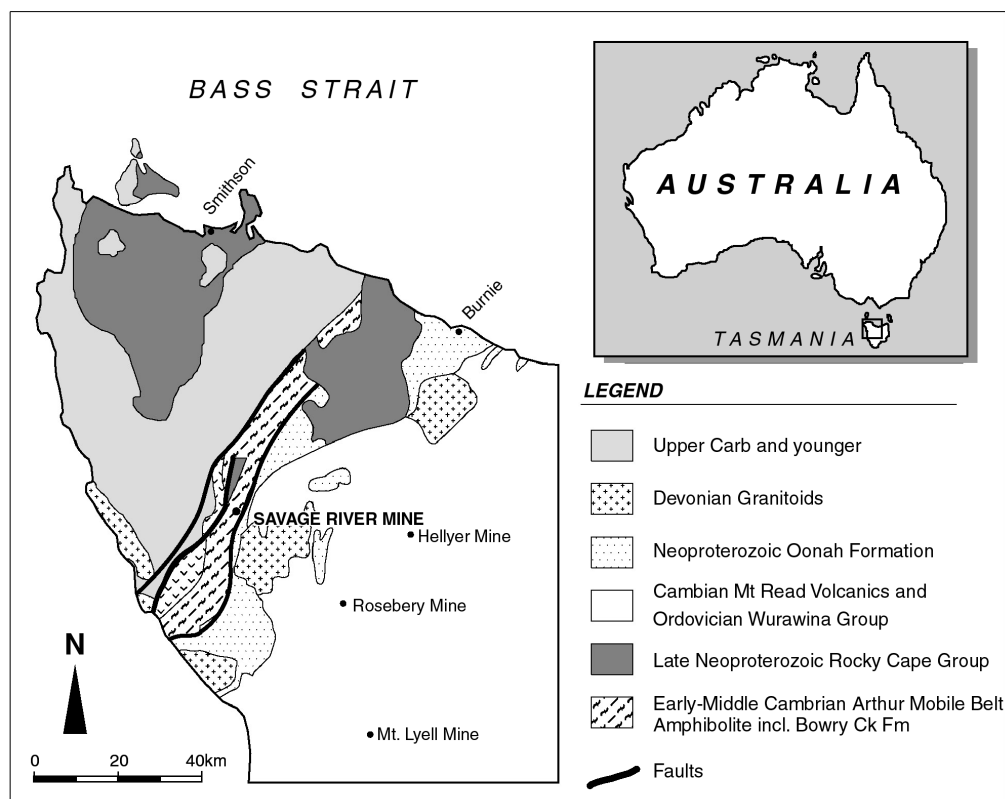 BASS STRAIT
Smithson
Burnie
SAVAGE RIVER MINE
Hellyer Mine
Rosebery Mine
Mt. Lyell Mine
N
0 20 40km
AUSTRALIA
TASMANIA
LEGEND
Upper Carb and younger
Devonian Granitoids
Neoproterozoic Oonah Formation
Cambian Mt Read Volcanics and
Ordovician Wurawina Group
Late Neoproterozoic Rocky Cape Group
Early-Middle Cambrian Arthur Mobile Belt
Amphibolite incl. Bowry Ck Fm
Faults